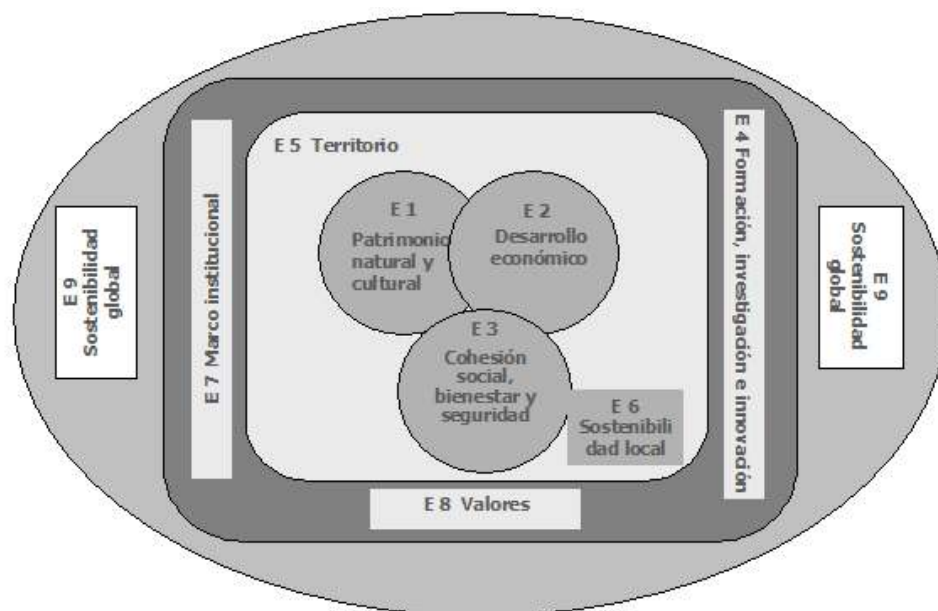 E 5  Territorio
E 1
Patrimonio
natural y
cultural
E 2
Desarrollo
económico
E 3
Cohesión
social,
bienestar y
seguridad
E 6
Sostenibili
dad local
E 7 Marco institucional
E 4 Formación, investigación e innovación
E 8  Valores
E 9
Sostenibilidad
global
E 9
Sostenibilidad
global